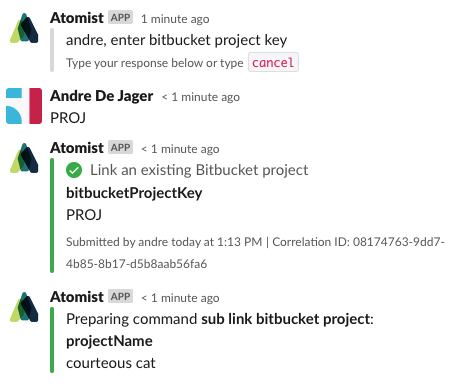 Atomist APP 1 minute ago
andre, enter bitbucket project key
Type your response below or type cancel
Andre De Jager < 1 minute ago
PROJ
Atomist APP < 1 minute ago
Link an existing Bitbucket project
bitbucketProjectKey
PROJ
Submitted by andre today at 1:13 PM | Correlation ID: 08174763-9dd7-
4b85-8b17-d5b8aab56fa6
Atomist APP < 1 minute ago
Preparing command sub link bitbucket project:
projectName
courteous cat